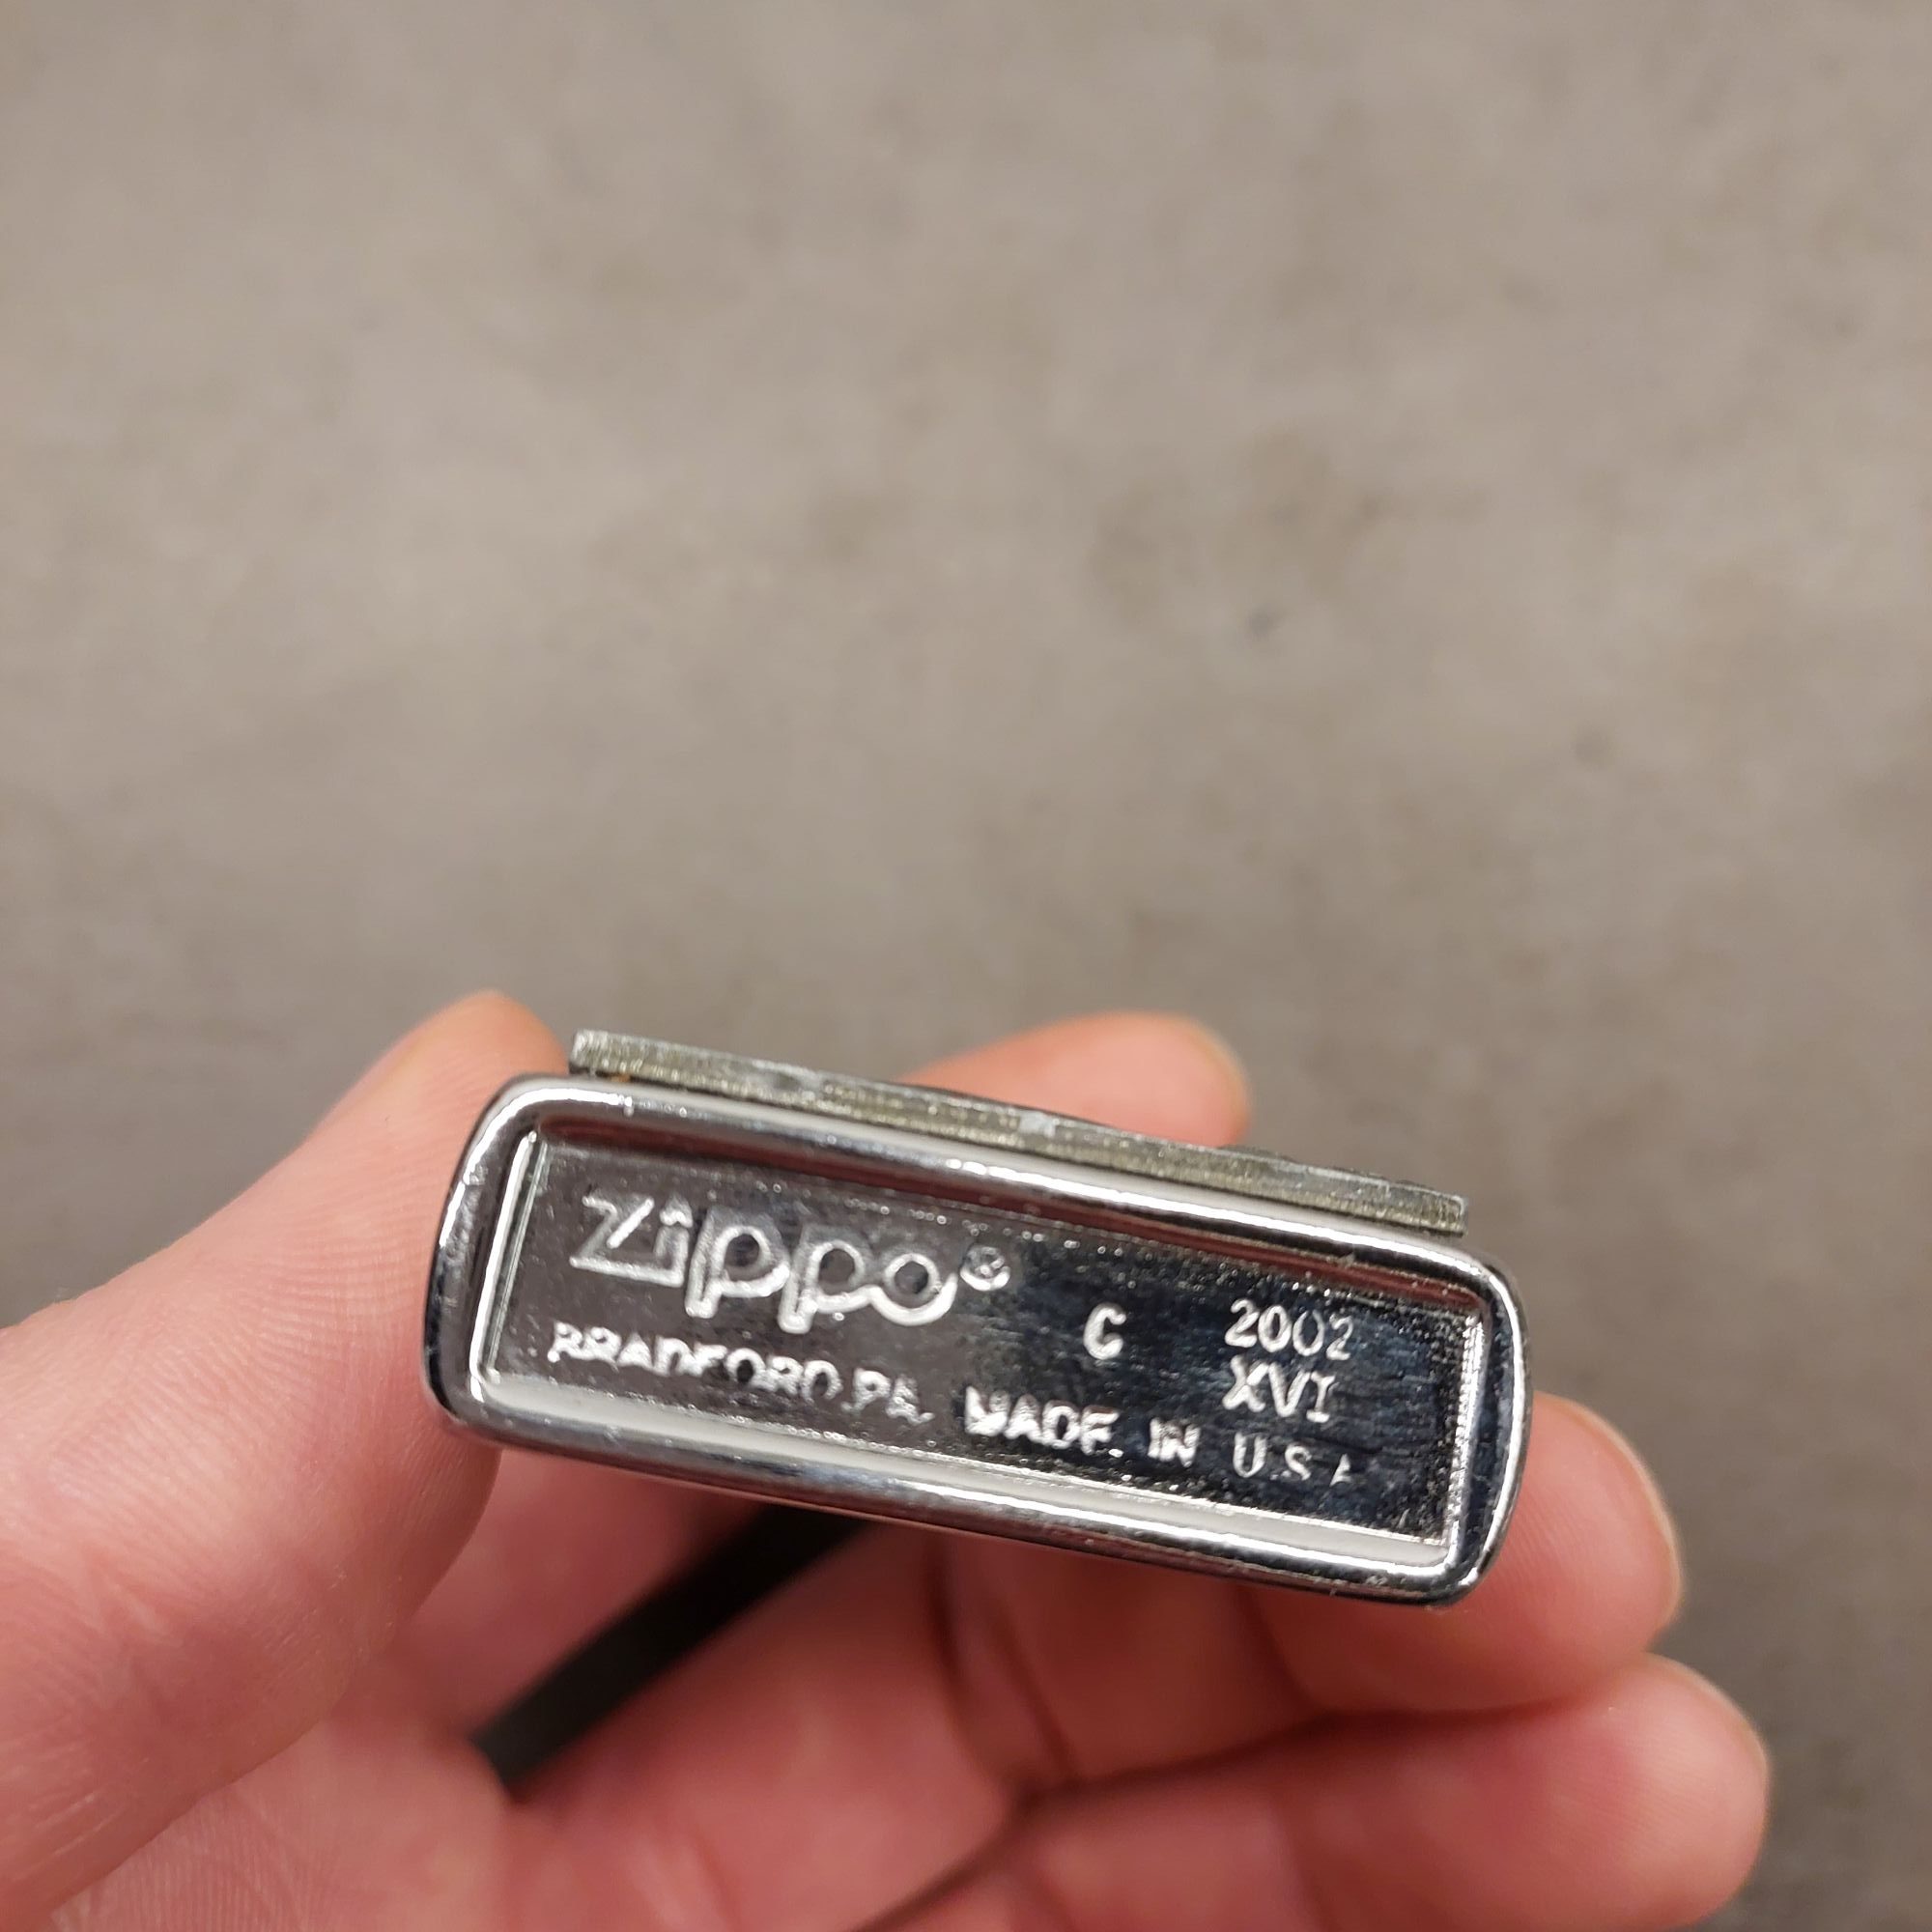 Zippo®
C 2002
XVI
BRADFORD, PA. MADE IN U.S.A